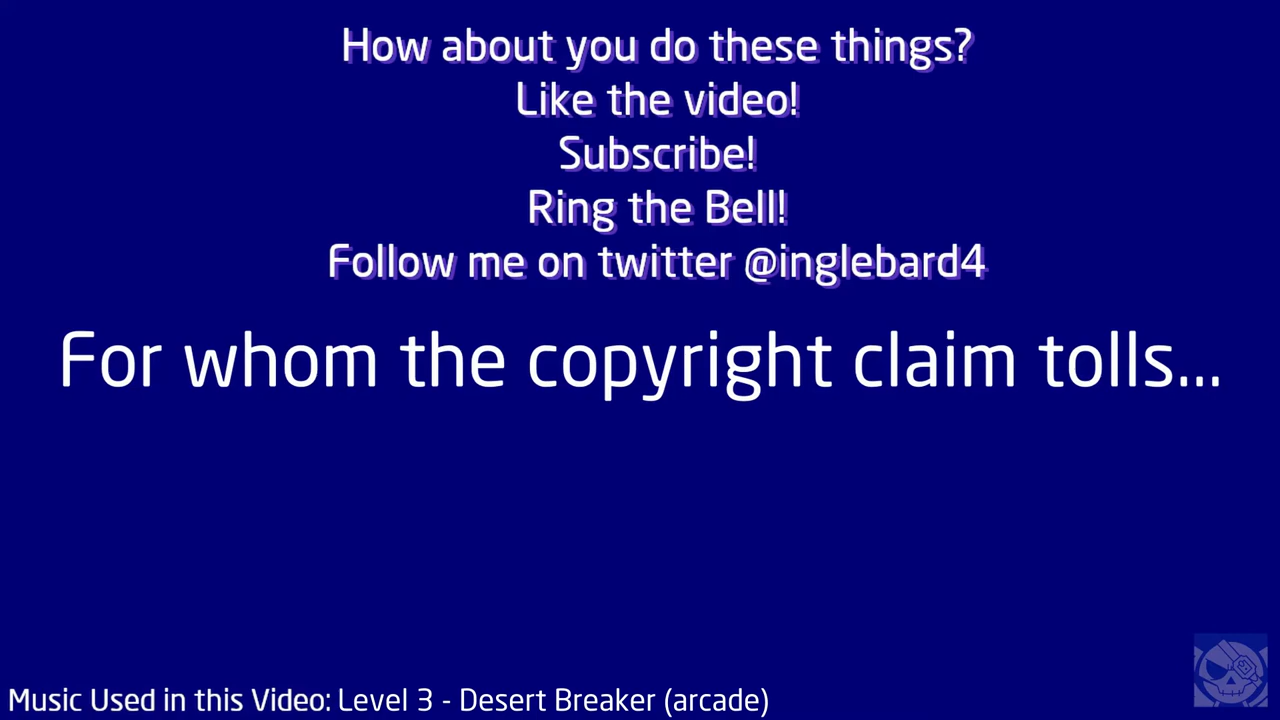 How about you do these things?
Like the video!
Subscribe!
Ring the Bell!
Follow me on twitter @inglebard4
For whom the copyright claim tolls...
Music Used in this Video: Level 3 - Desert Breaker (arcade)